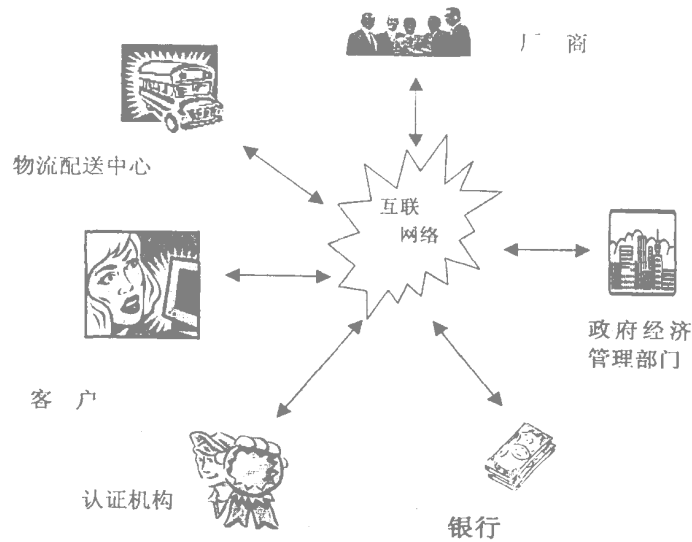 厂 商
物流配送中心
互联
网络
政府经济
管理部门
客 户
认证机构
银行